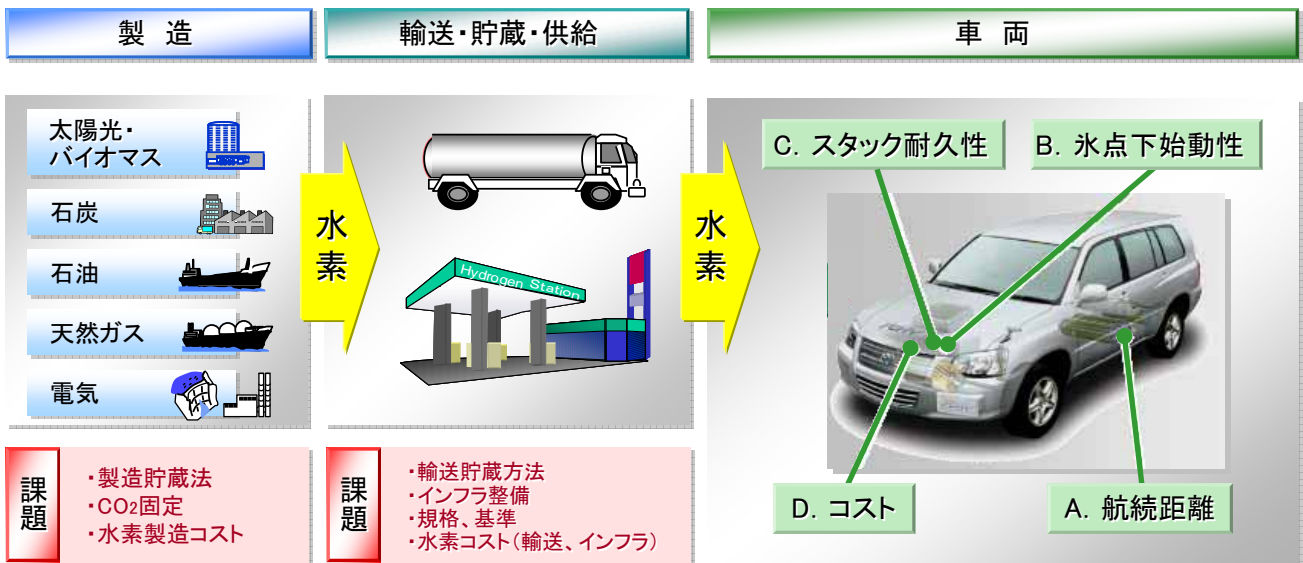 製 造
輸送・貯蔵・供給
車 両
太陽光・
バイオマス
石炭
石油
天然ガス
電気
水
素
Hydrogen Station
水
素
C. スタック耐久性
B. 氷点下始動性
D. コスト
A. 航続距離
課
題
・製造貯蔵法
・CO₂固定
・水素製造コスト
課
題
・輸送貯蔵方法
・インフラ整備
・規格、基準
・水素コスト(輸送、インフラ)